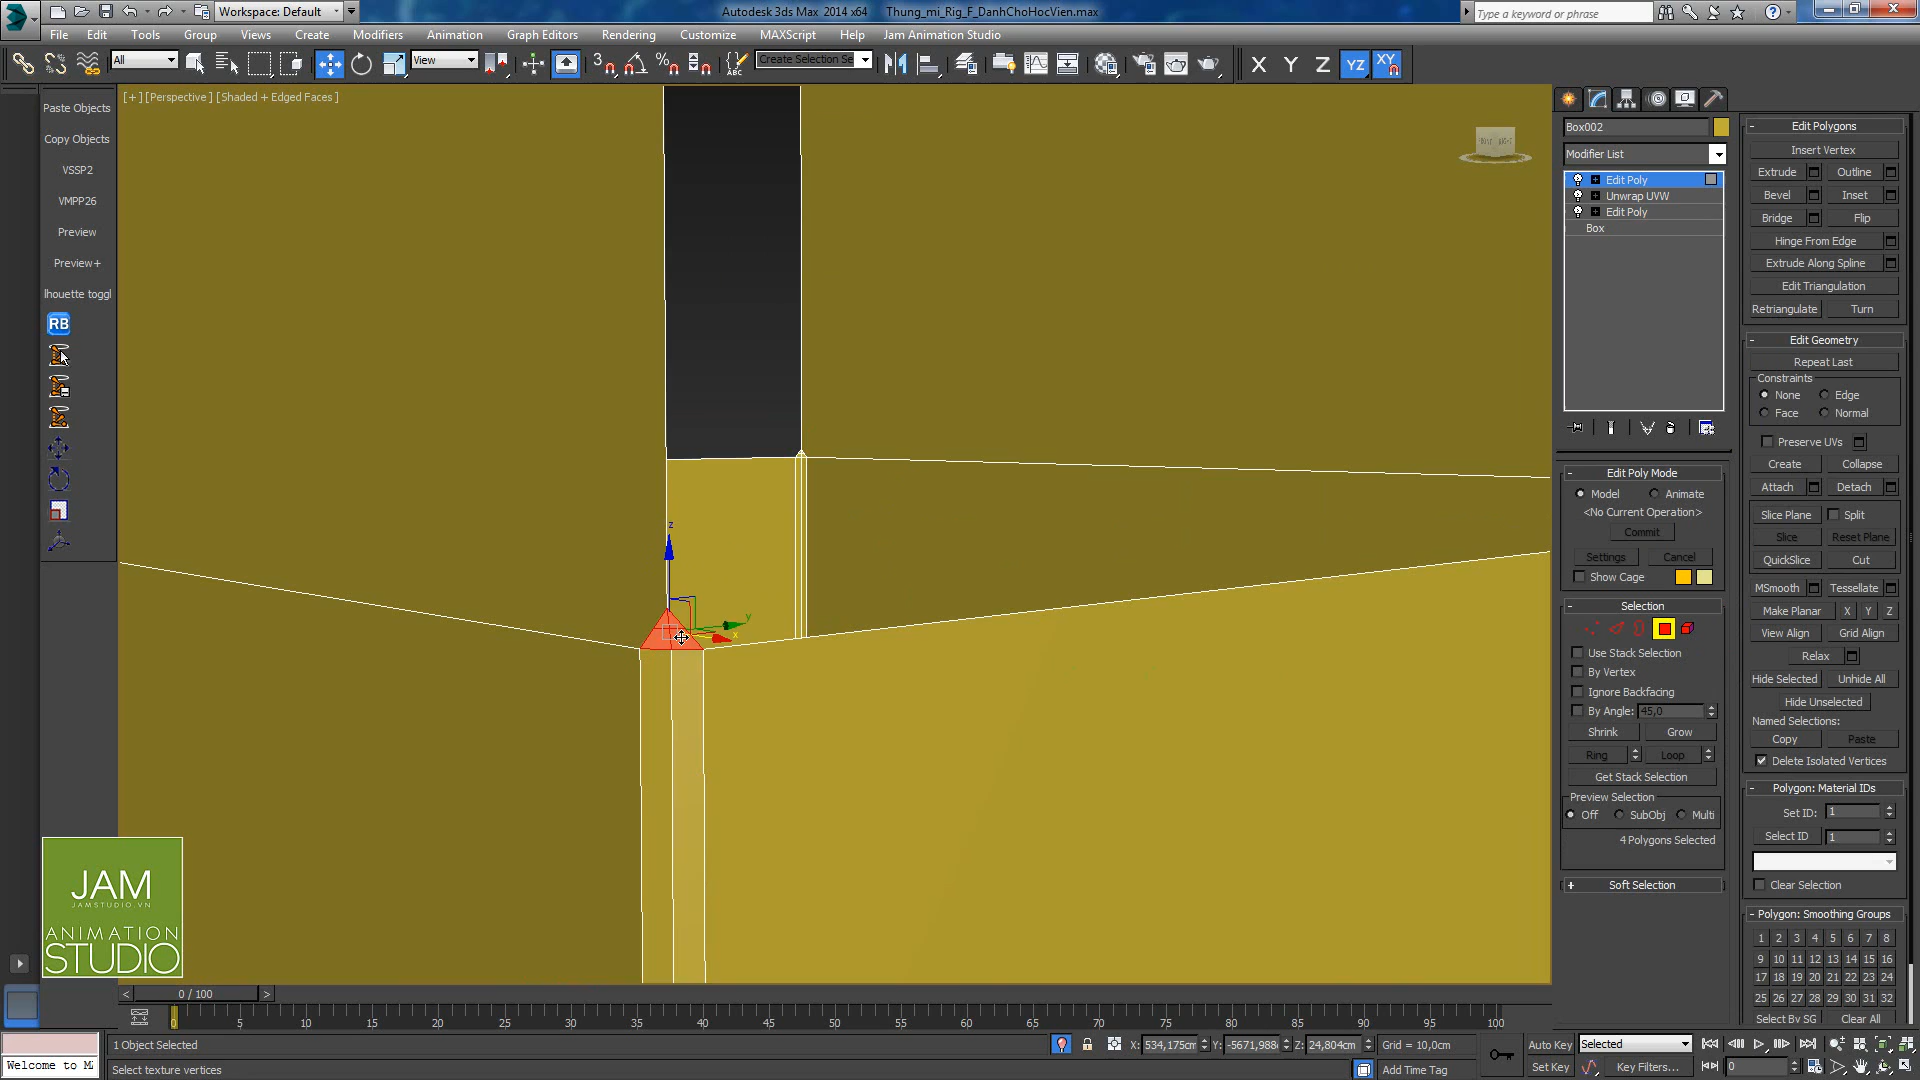 Workspace: Default
Autodesk 3ds Max 2014 x64 Thung_mi_Rig_F_DanhChoHocVien.max
Type a keyword or phrase
File Edit Tools Group Views Create Modifiers Animation Graph Editors Rendering Customize MAXScript Help Jam Animation Studio
All
View
Create Selection Se
X Y Z YZ XY
[+] [Perspective] [Shaded + Edged Faces]
Paste Objects
Copy Objects
VSSP2
VMPP26
Preview
Preview+
lhouette toggl
RB
z
y
x
JAM
JAMSTUDIO.VN
ANIMATION
STUDIO
Box002
Modifier List
Edit Poly
Unwrap UVW
Edit Poly
Box
Edit Poly Mode
Model Animate
<No Current Operation>
Commit
Settings Cancel
Show Cage
Selection
Use Stack Selection
By Vertex
Ignore Backfacing
By Angle: 45,0
Shrink Grow
Ring Loop
Get Stack Selection
Preview Selection
Off SubObj Multi
4 Polygons Selected
Soft Selection
Edit Polygons
Insert Vertex
Extrude Outline
Bevel Inset
Bridge Flip
Hinge From Edge
Extrude Along Spline
Edit Triangulation
Retriangulate Turn
Edit Geometry
Repeat Last
Constraints
None Edge
Face Normal
Preserve UVs
Create Collapse
Attach Detach
Slice Plane Split
Slice Reset Plane
QuickSlice Cut
MSmooth Tessellate
Make Planar X Y Z
View Align Grid Align
Relax
Hide Selected Unhide All
Hide Unselected
Named Selections:
Copy Paste
Delete Isolated Vertices
Polygon: Material IDs
Set ID: 1
Select ID 1
Clear Selection
Polygon: Smoothing Groups
1 2 3 4 5 6 7 8
9 10 11 12 13 14 15 16
17 18 19 20 21 22 23 24
25 26 27 28 29 30 31 32
Select By SG Clear All
< 0 / 100 >
0 5 10 15 20 25 30 35 40 45 50 55 60 65 70 75 80 85 90 95 100
1 Object Selected
X: 534,175cm Y: -5671,988 Z: 24,804cm Grid = 10,0cm
Auto Key Selected
Welcome to M
Select texture vertices
Add Time Tag
Set Key Key Filters... 0